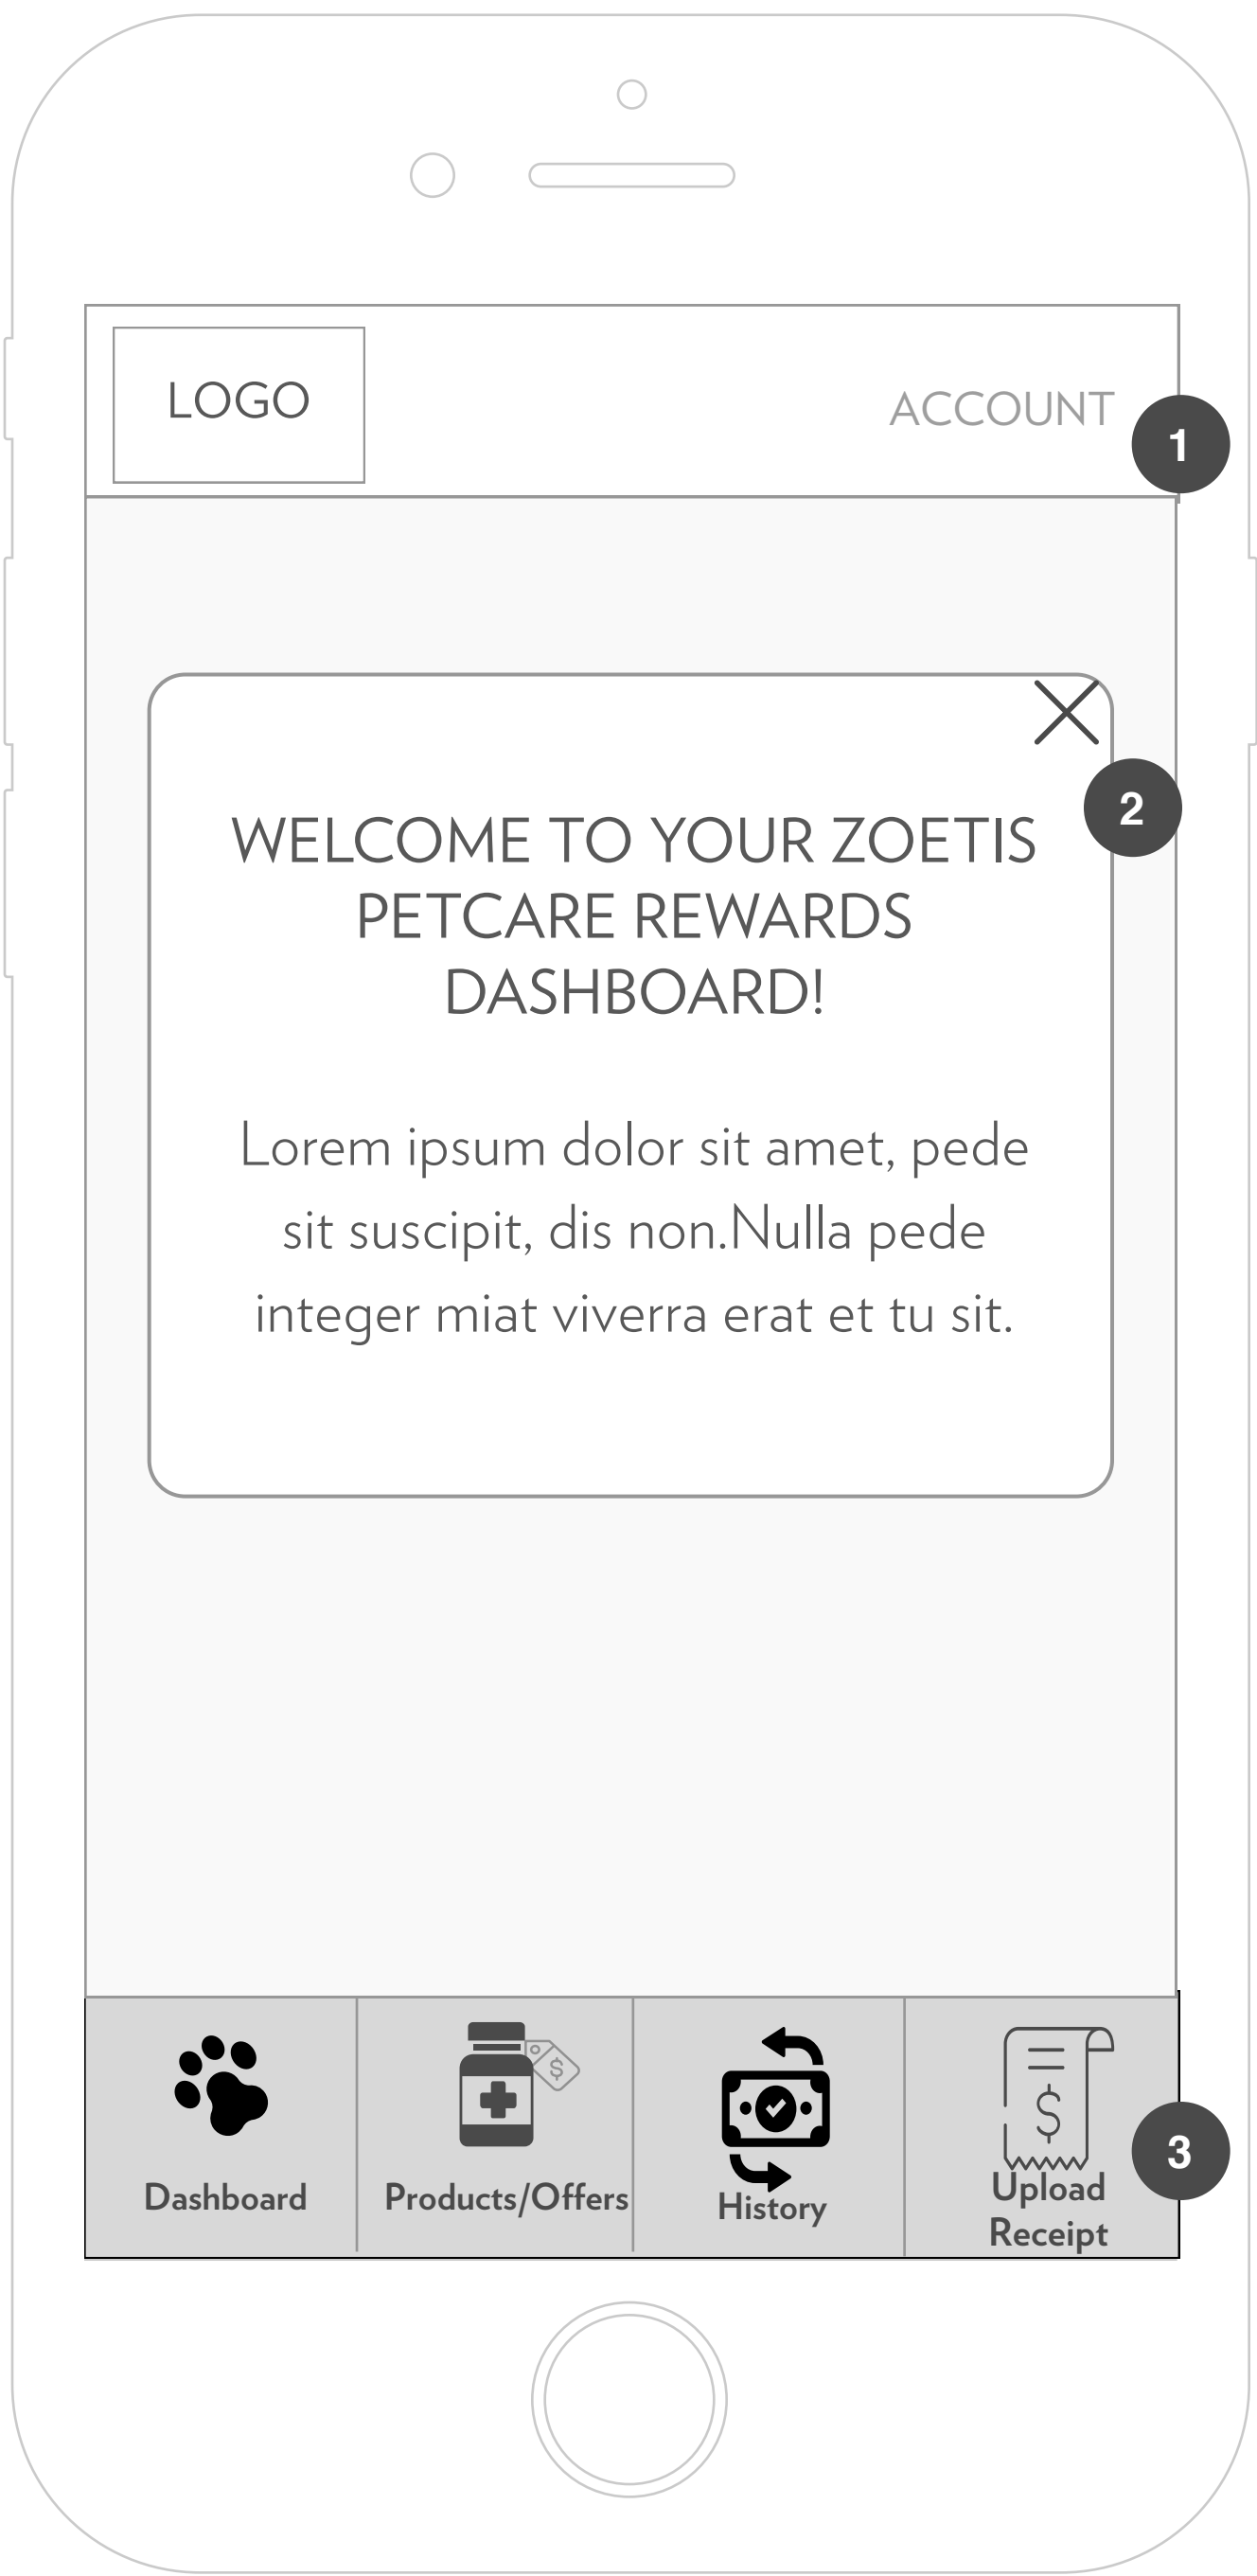 LOGO
ACCOUNT
1
2
WELCOME TO YOUR ZOETIS
PETCARE REWARDS
DASHBOARD!
Lorem ipsum dolor sit amet, pede
sit suscipit, dis non.Nulla pede
integer miat viverra erat et tu sit.
$
$
3
Dashboard
Products/Offers
History
Upload
Receipt